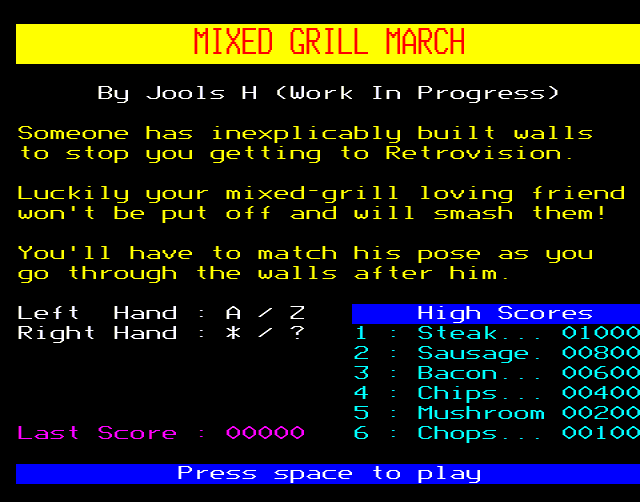 MIXED GRILL MARCH
By Jools H (Work In Progress)
Someone has inexplicably built walls
to stop you getting to Retrovision.
Luckily your mixed-grill loving friend
won't be put off and will smash them!
You'll have to match his pose as you
go through the walls after him.
Left  Hand : A / Z
Right Hand : * / ?
Last Score : 00000
High Scores
1 : Steak... 01000
2 : Sausage. 00800
3 : Bacon... 00600
4 : Chips... 00400
5 : Mushroom 00200
6 : Chops... 00100
Press space to play